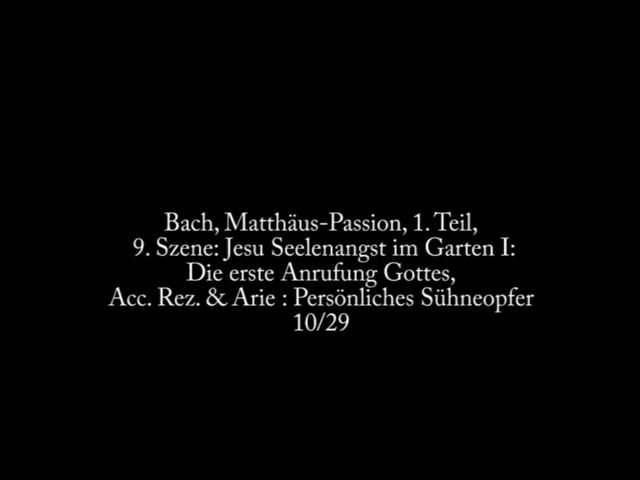 Bach, Matthäus-Passion, 1. Teil,
9. Szene: Jesu Seelenangst im Garten I:
Die erste Anrufung Gottes,
Acc. Rez. & Arie : Persönliches Sühneopfer
10/29